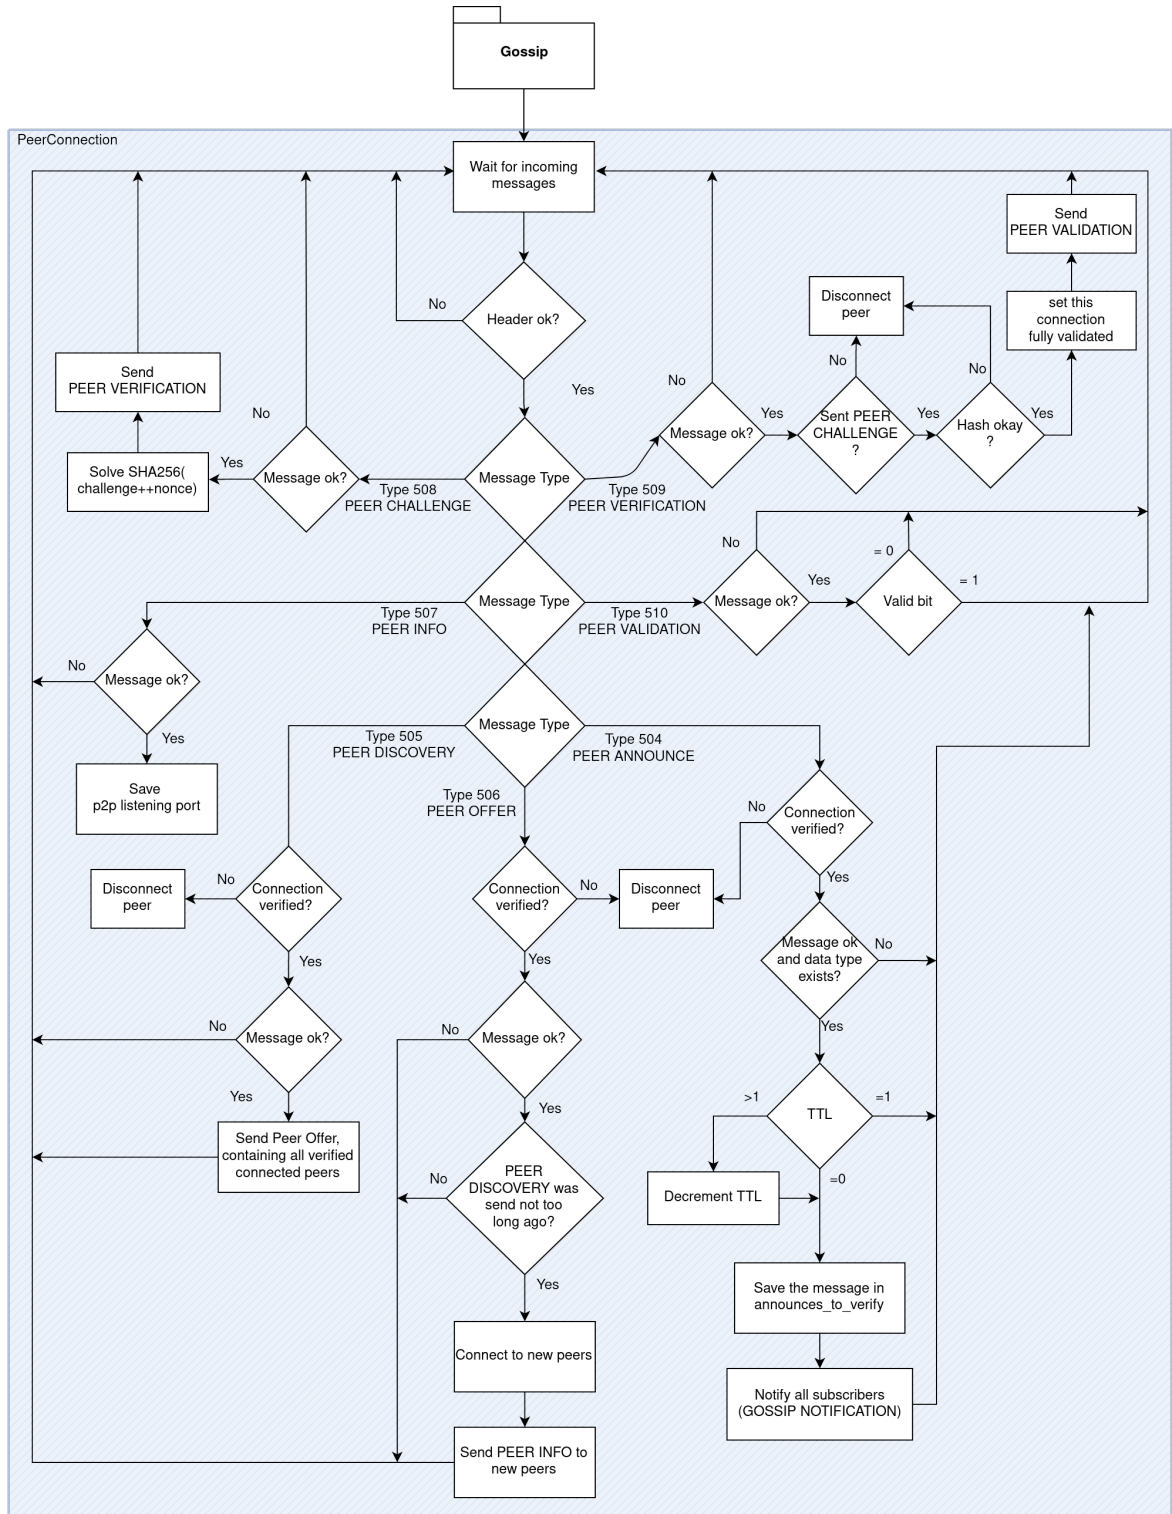 Gossip
PeerConnection
Wait for incoming
messages
Send
PEER VALIDATION
Header ok?
No
Yes
Disconnect
peer
set this
connection
fully validated
Send
PEER VERIFICATION
No
No
No
No
Solve SHA256(
challenge++nonce)
Yes
Message ok?
Type 508
PEER CHALLENGE
Message Type
Type 509
PEER VERIFICATION
Message ok?
Yes
Sent PEER
CHALLENGE
?
Yes
Hash okay
?
Yes
No
= 0
= 1
Type 507
PEER INFO
Message Type
Type 510
PEER VALIDATION
Message ok?
Yes
Valid bit
No
Message ok?
Yes
Save
p2p listening port
Type 505
PEER DISCOVERY
Message Type
Type 504
PEER ANNOUNCE
Type 506
PEER OFFER
No
Connection
verified?
Yes
Disconnect
peer
No
Connection
verified?
Yes
Connection
verified?
No
Disconnect
peer
Yes
Message ok
and data type
exists?
No
Yes
No
Message ok?
Yes
No
Message ok?
Yes
>1
TTL
=1
=0
Send Peer Offer,
containing all verified
connected peers
No
PEER
DISCOVERY was
send not too
long ago?
Yes
Decrement TTL
Save the message in
announces_to_verify
Connect to new peers
Notify all subscribers
(GOSSIP NOTIFICATION)
Send PEER INFO to
new peers